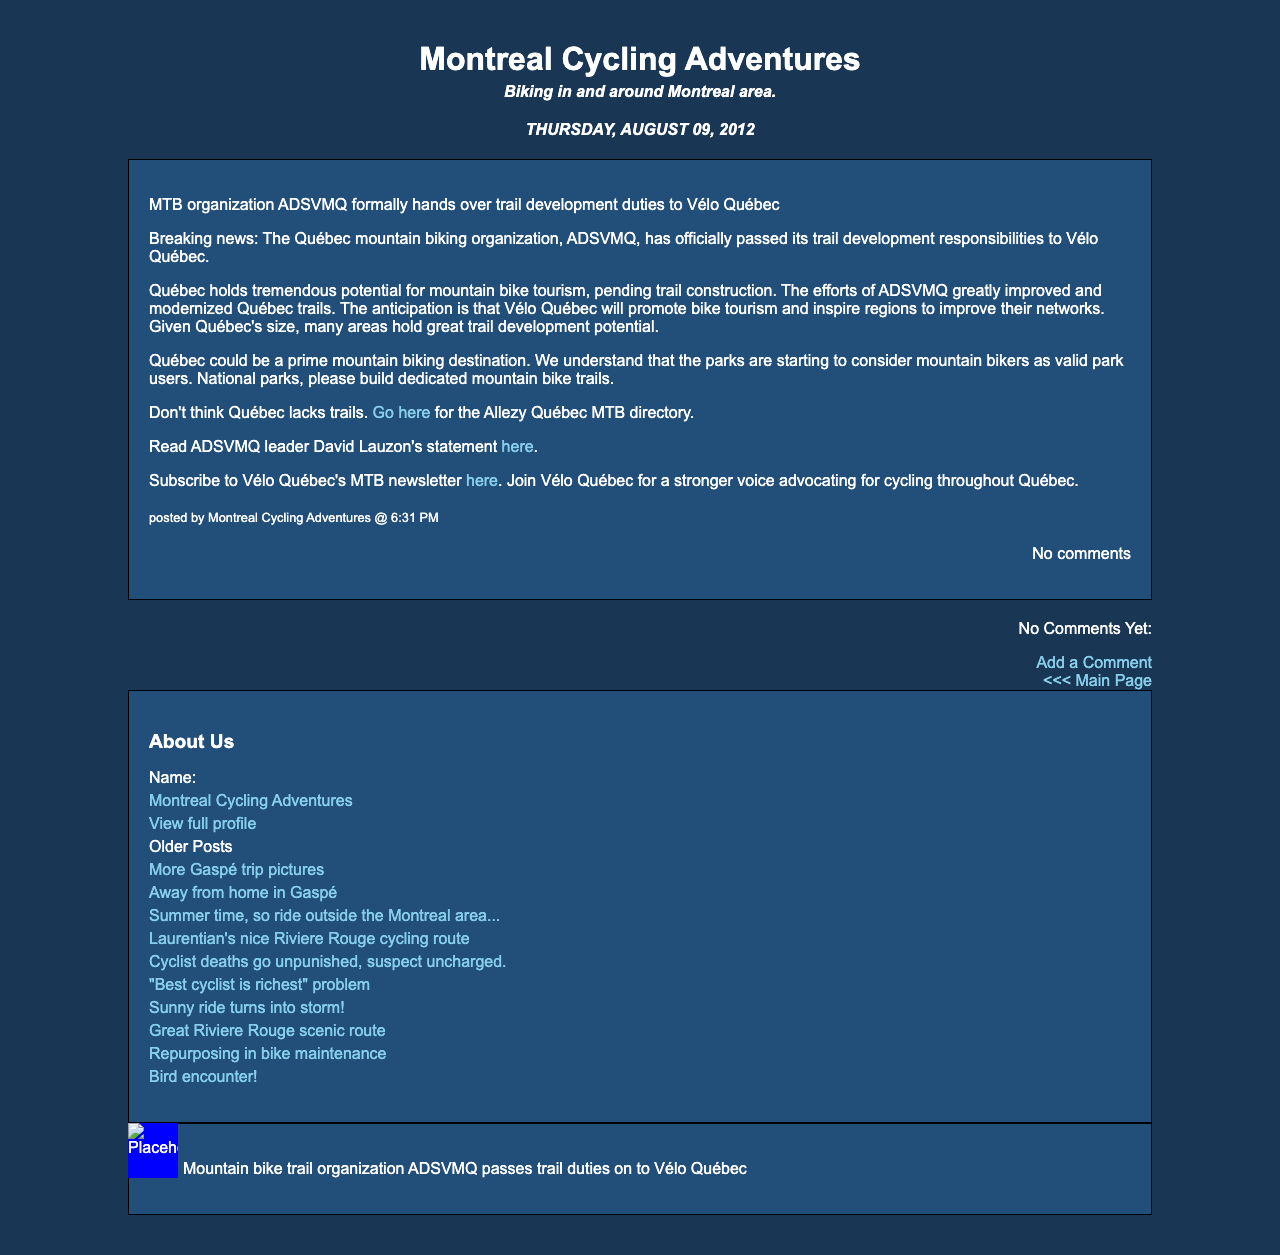 Montreal Cycling Adventures
Biking in and around Montreal area.
THURSDAY, AUGUST 09, 2012
MTB organization ADSVMQ formally hands over trail development duties to Vélo Québec
Breaking news: The Québec mountain biking organization, ADSVMQ, has officially passed its trail development responsibilities to Vélo
Québec.
Québec holds tremendous potential for mountain bike tourism, pending trail construction. The efforts of ADSVMQ greatly improved and
modernized Québec trails. The anticipation is that Vélo Québec will promote bike tourism and inspire regions to improve their networks.
Given Québec's size, many areas hold great trail development potential.
Québec could be a prime mountain biking destination. We understand that the parks are starting to consider mountain bikers as valid park
users. National parks, please build dedicated mountain bike trails.
Don't think Québec lacks trails. Go here for the Allezy Québec MTB directory.
Read ADSVMQ leader David Lauzon's statement here.
Subscribe to Vélo Québec's MTB newsletter here. Join Vélo Québec for a stronger voice advocating for cycling throughout Québec.
posted by Montreal Cycling Adventures @ 6:31 PM
No comments
No Comments Yet:
Add a Comment
<<< Main Page
About Us
Name:
Montreal Cycling Adventures
View full profile
Older Posts
More Gaspé trip pictures
Away from home in Gaspé
Summer time, so ride outside the Montreal area...
Laurentian's nice Riviere Rouge cycling route
Cyclist deaths go unpunished, suspect uncharged.
"Best cyclist is richest" problem
Sunny ride turns into storm!
Great Riviere Rouge scenic route
Repurposing in bike maintenance
Bird encounter!
Mountain bike trail organization ADSVMQ passes trail duties on to Vélo Québec